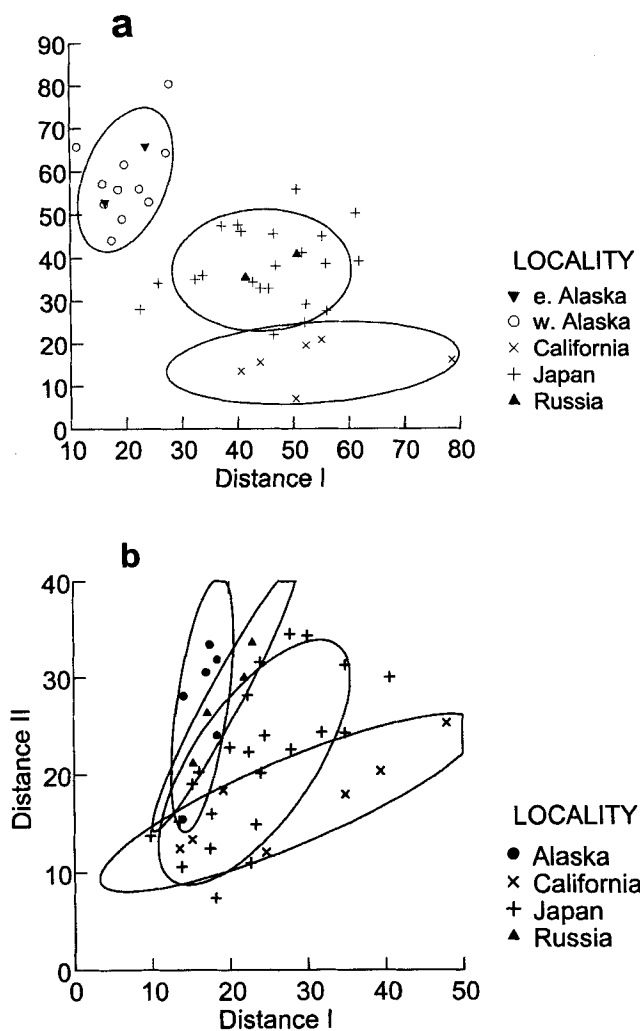 a
90
80
70
60
50
40
30
20
10
0
10 20 30 40 50 60 70 80
Distance I
LOCALITY
e. Alaska
w. Alaska
California
Japan
Russia
b
40
30
20
10
0
Distance II
0 10 20 30 40 50
Distance I
LOCALITY
Alaska
California
Japan
Russia